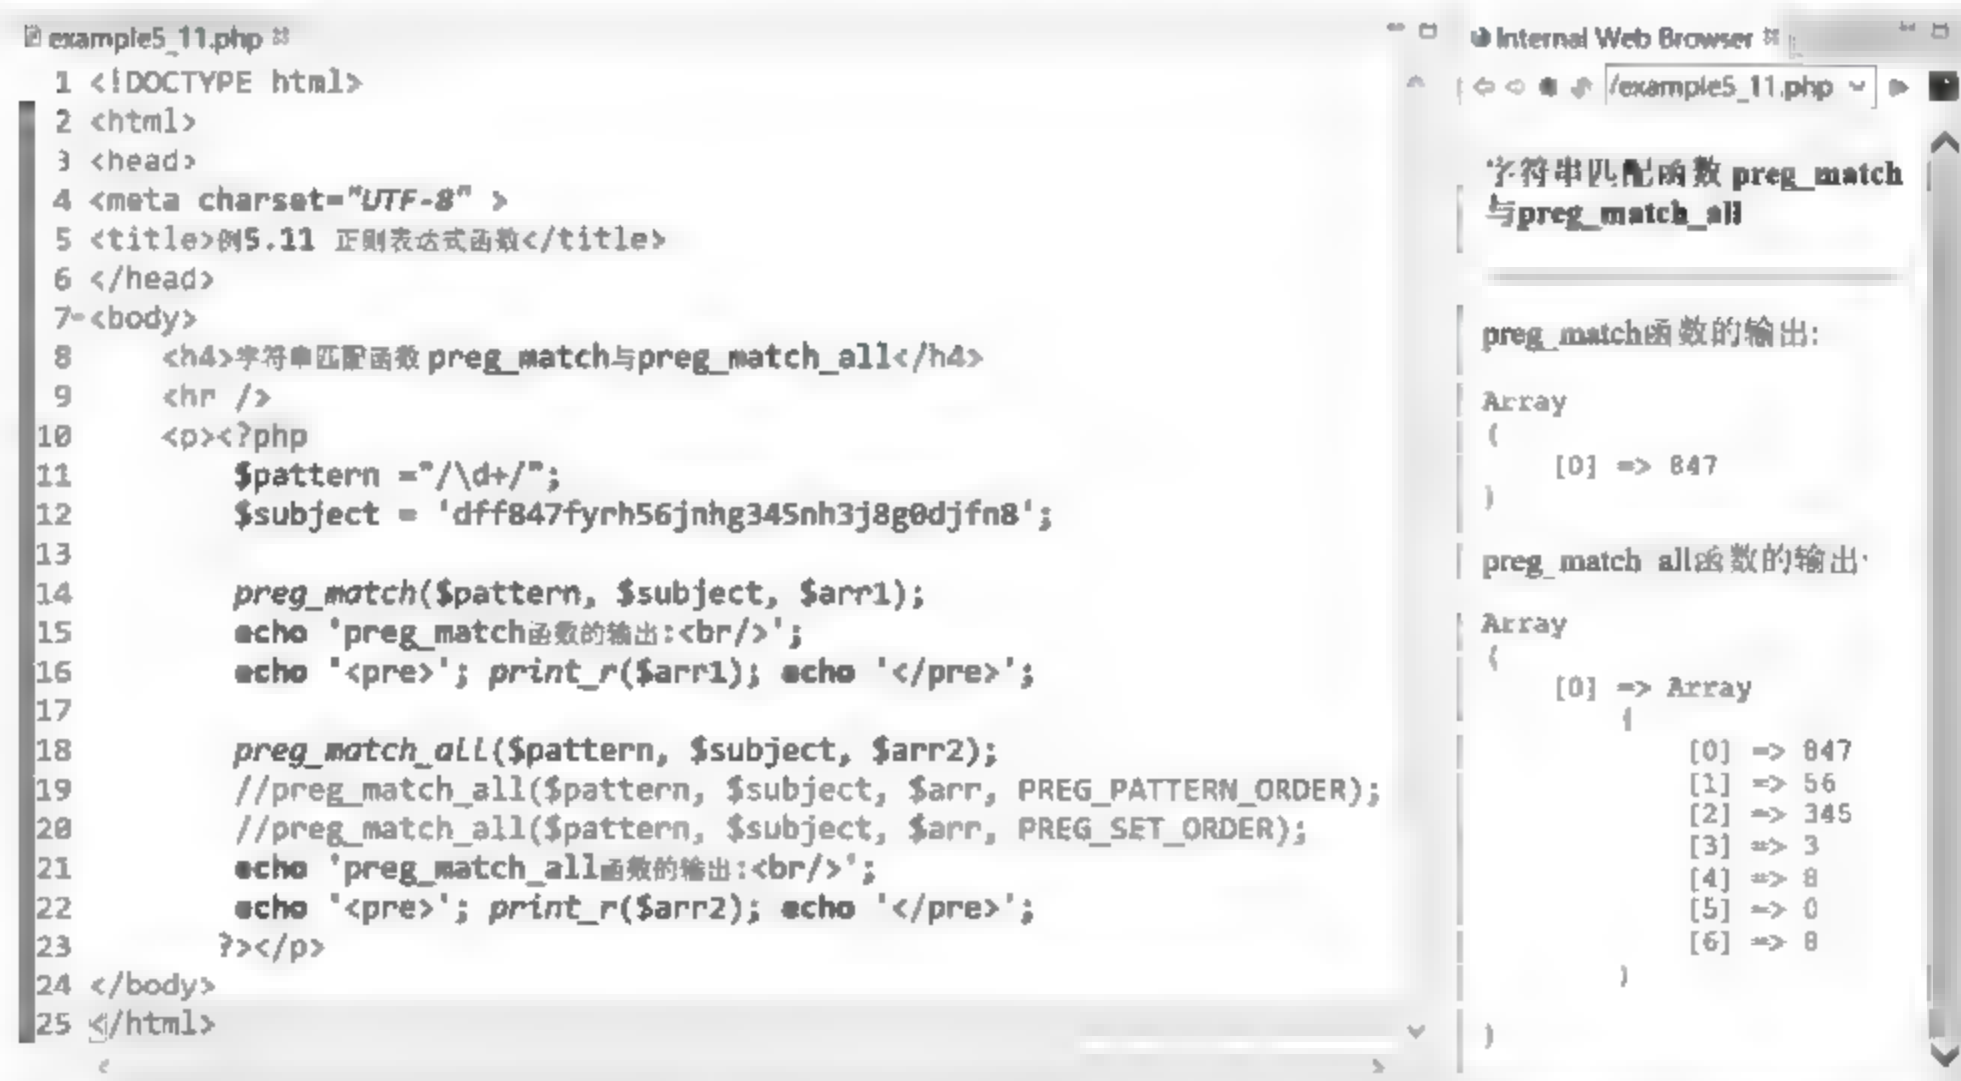 example5_11.php
1 <!DOCTYPE html>
2 <html>
3 <head>
4 <meta charset="UTF-8" >
5 <title>例5.11 正则表达式函数</title>
6 </head>
7 <body>
8 <h4>字符串匹配函数 preg_match与preg_match_all</h4>
9 <hr />
10 <p><?php
11 $pattern ="/\d+/";
12 $subject = 'dff847fyrh56jnhg345nh3j8g0djfn8';
13
14 preg_match($pattern, $subject, $arr1);
15 echo 'preg_match函数的输出:<br/>';
16 echo '<pre>'; print_r($arr1); echo '</pre>';
17
18 preg_match_all($pattern, $subject, $arr2);
19 //preg_match_all($pattern, $subject, $arr, PREG_PATTERN_ORDER);
20 //preg_match_all($pattern, $subject, $arr, PREG_SET_ORDER);
21 echo 'preg_match_all函数的输出:<br/>';
22 echo '<pre>'; print_r($arr2); echo '</pre>';
23 ?></p>
24 </body>
25 </html>
Internal Web Browser
/example5_11.php
字符串匹配函数 preg_match
与preg_match_all
preg_match函数的输出:
Array
(
[0] => 847
)
preg_match_all函数的输出:
Array
(
[0] => Array
(
[0] => 847
[1] => 56
[2] => 345
[3] => 3
[4] => 8
[5] => 0
[6] => 8
)
)